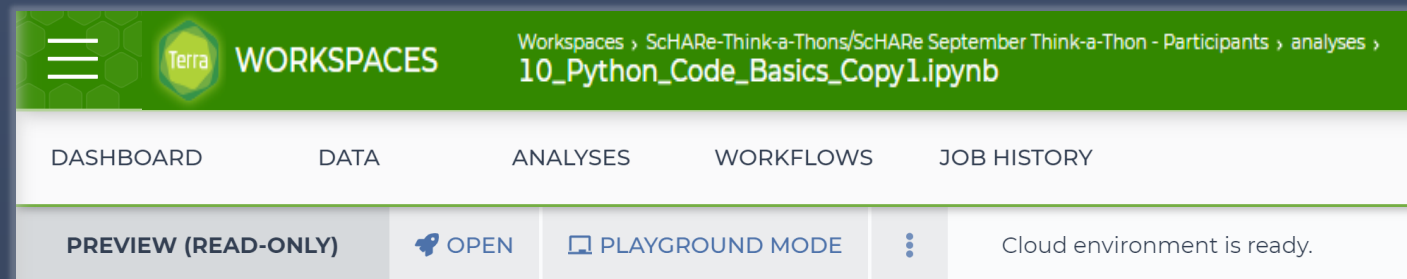 Terra
WORKSPACES
Workspaces › ScHARe-Think-a-Thons/ScHARe September Think-a-Thon - Participants › analyses ›
10_Python_Code_Basics_Copy1.ipynb
DASHBOARD DATA ANALYSES WORKFLOWS JOB HISTORY
PREVIEW (READ-ONLY) OPEN PLAYGROUND MODE Cloud environment is ready.